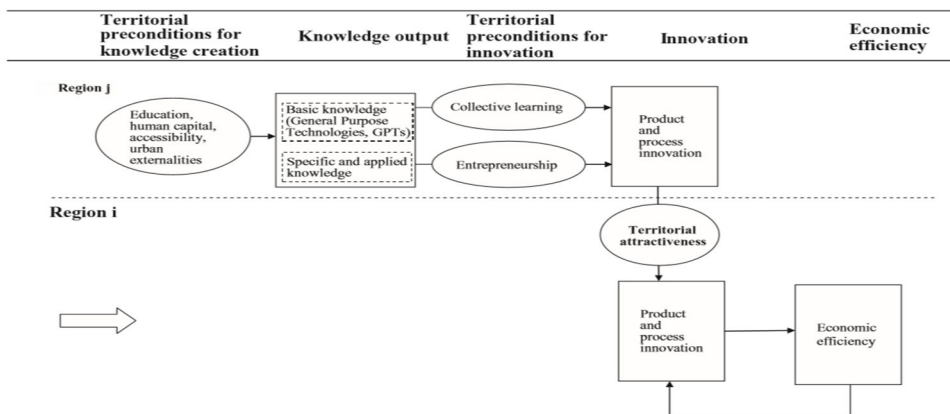 Territorial
preconditions for
knowledge creation
Knowledge output
Territorial
preconditions for
innovation
Innovation
Economic
efficiency
Region j
Education,
human capital,
accessibility,
urban
externalities
Basic knowledge
(General Purpose
Technologies, GPTs)
Specific and applied
knowledge
Collective learning
Entrepreneurship
Product
and
process
innovation
Region i
Territorial
attractiveness
Product
and
process
innovation
Economic
efficiency